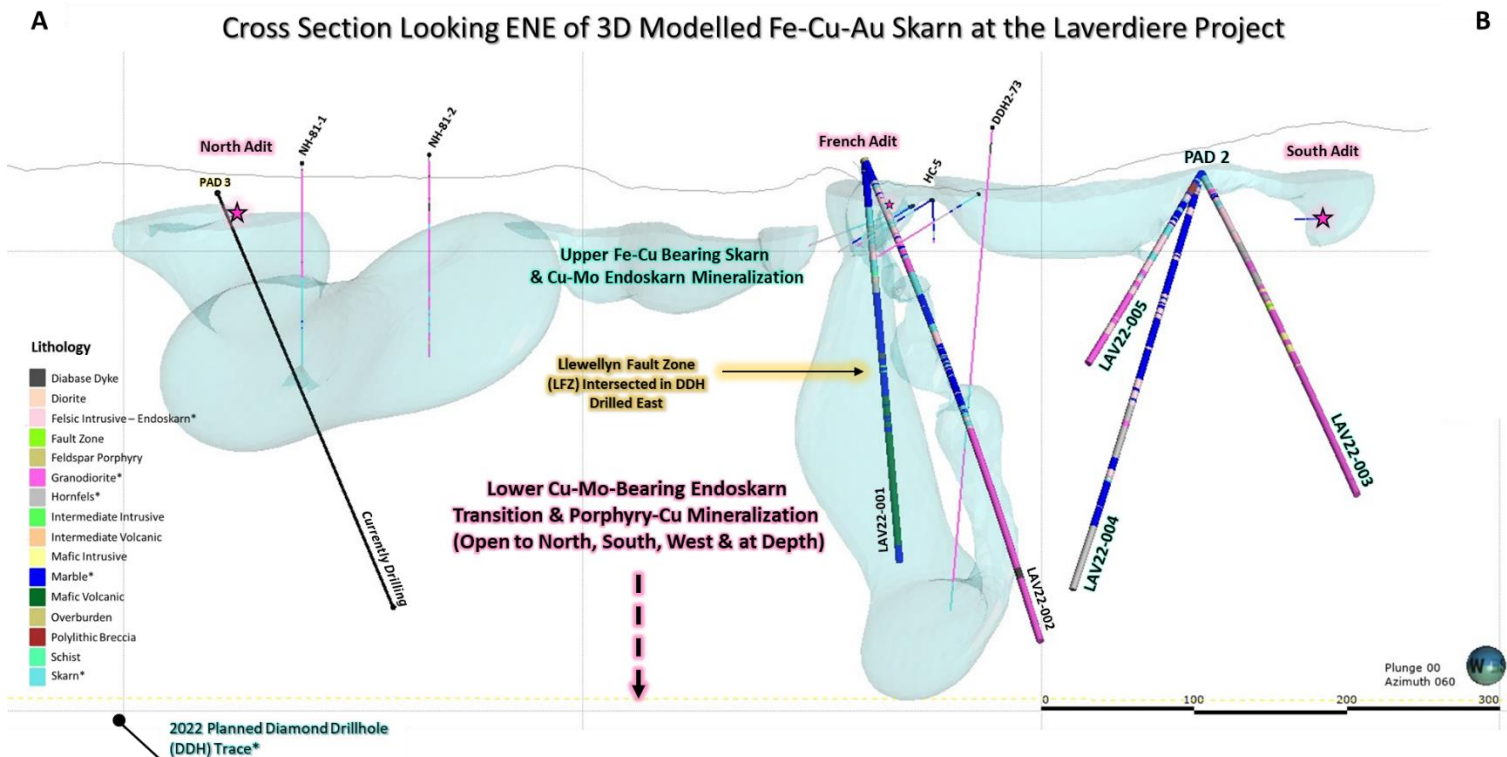 A
Cross Section Looking ENE of 3D Modelled Fe-Cu-Au Skarn at the Laverdiere Project
B
North Adit
NH-81-1
NH-81-2
PAD 3
French Adit
HC-5
DDH2-73
PAD 2
South Adit
Upper Fe-Cu Bearing Skarn
& Cu-Mo Endoskarn Mineralization
Llewellyn Fault Zone
(LFZ) Intersected in DDH
Drilled East
Lower Cu-Mo-Bearing Endoskarn
Transition & Porphyry-Cu Mineralization
(Open to North, South, West & at Depth)
Currently Drilling
LAV22-001
LAV22-002
LAV22-005
LAV22-004
LAV22-003
Lithology
Diabase Dyke
Diorite
Felsic Intrusive – Endoskarn*
Fault Zone
Feldspar Porphyry
Granodiorite*
Hornfels*
Intermediate Intrusive
Intermediate Volcanic
Mafic Intrusive
Marble*
Mafic Volcanic
Overburden
Polylithic Breccia
Schist
Skarn*
2022 Planned Diamond Drillhole
(DDH) Trace*
Plunge 00
Azimuth 060
W S
0 100 200 300